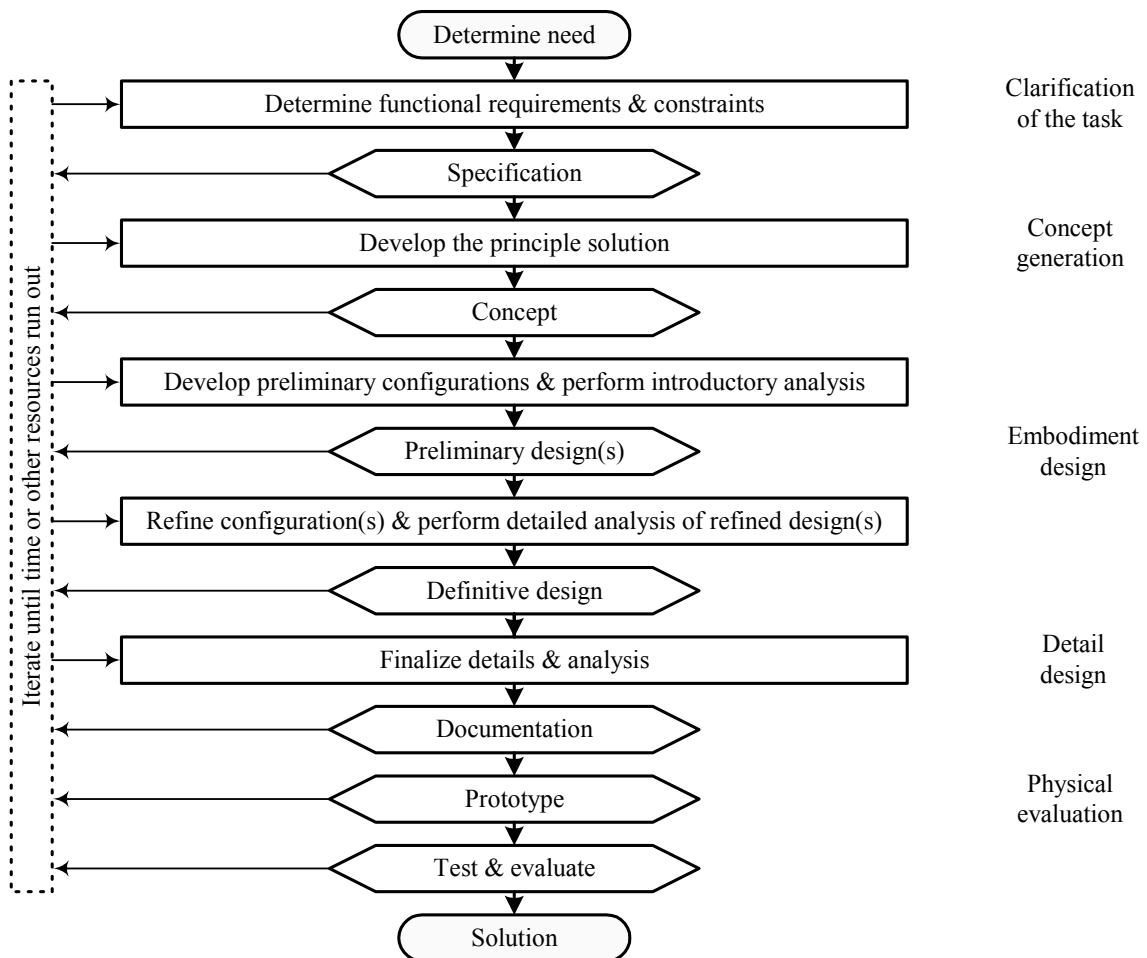 Determine need
Determine functional requirements & constraints
Clarification
of the task
Specification
Develop the principle solution
Concept
generation
Concept
Develop preliminary configurations & perform introductory analysis
Preliminary design(s)
Embodiment
design
Refine configuration(s) & perform detailed analysis of refined design(s)
Definitive design
Finalize details & analysis
Detail
design
Documentation
Prototype
Physical
evaluation
Test & evaluate
Solution
Iterate until time or other resources run out